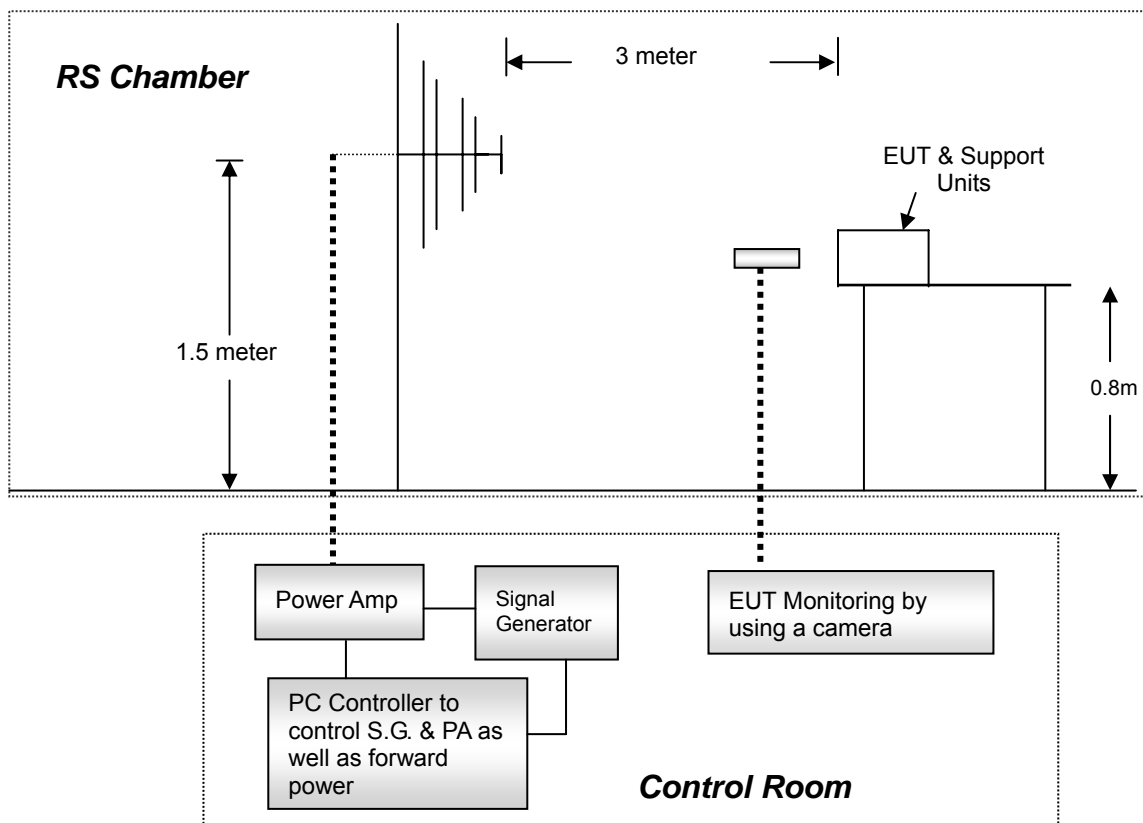 RS Chamber
3 meter
EUT & Support
Units
1.5 meter
0.8m
Power Amp
Signal
Generator
EUT Monitoring by
using a camera
PC Controller to
control S.G. & PA as
well as forward
power
Control Room